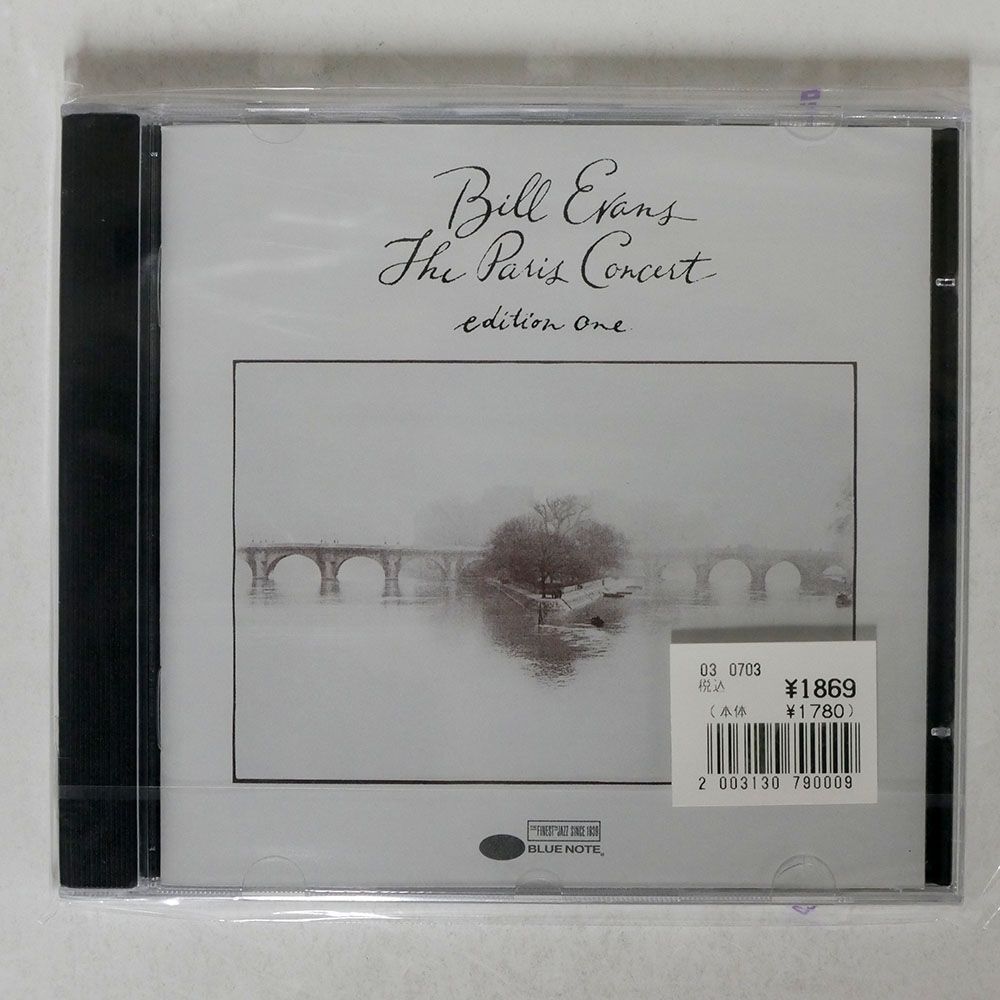 Bill Evans
The Paris Concert
edition one
03 0703
税込 ¥1869
(本体 ¥1780)
2 003130 790009
THE FINEST IN JAZZ SINCE 1939
BLUE NOTE®